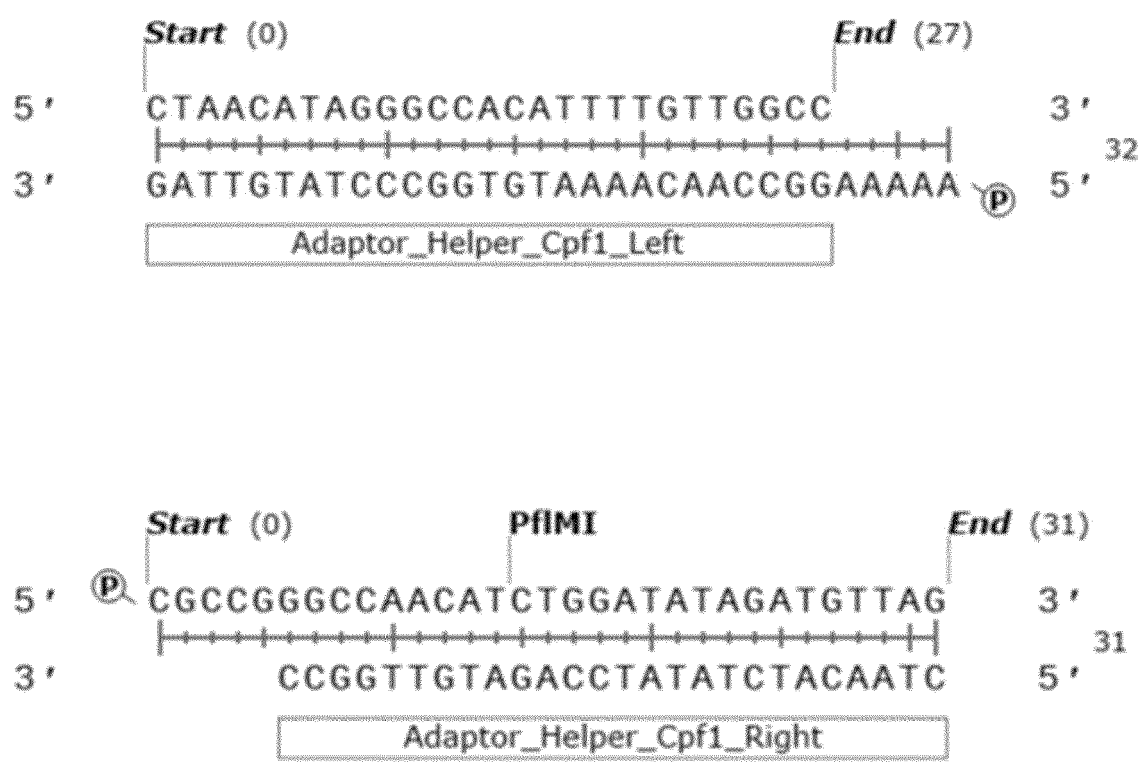 Start (0) End (27)
5 ' CTAACATAGGGCCACATTTTGTTGGCC 3 '
32
3 ' GATTGTATCCCGGTGTAAAACAACCGGAAAAA P 5 '
Adaptor_Helper_Cpf1_Left
Start (0) PflMI End (31)
5 ' P CGCCGGGCCAACATCTGGATATAGATGTTAG 3 '
31
3 ' CCGGTTGTAGACCTATATCTACAATC 5 '
Adaptor_Helper_Cpf1_Right